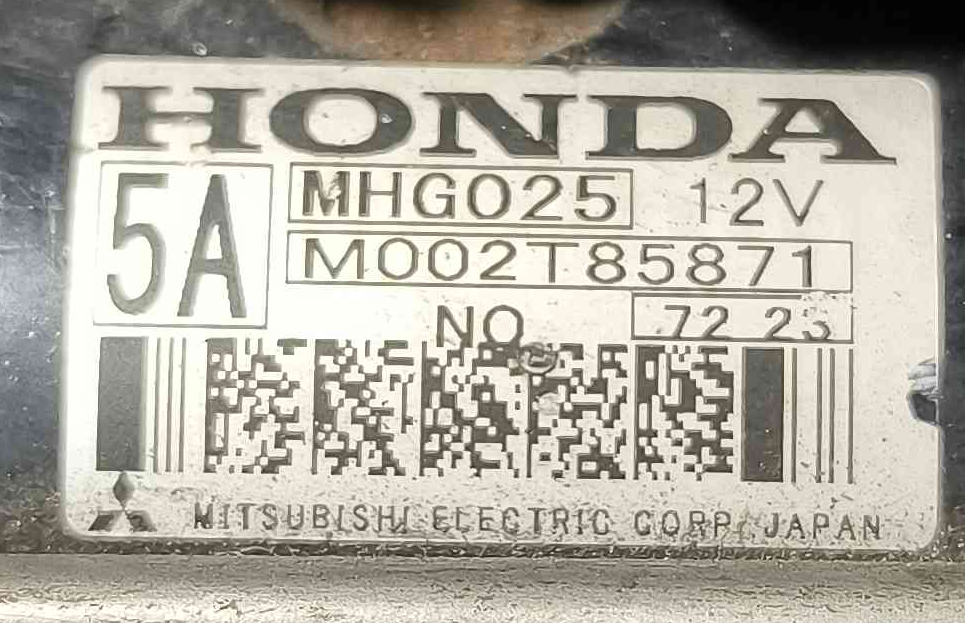 HONDA
5A
MHG025 12V
M002T85871
NO 72 23
MITSUBISHI ELECTRIC CORP. JAPAN